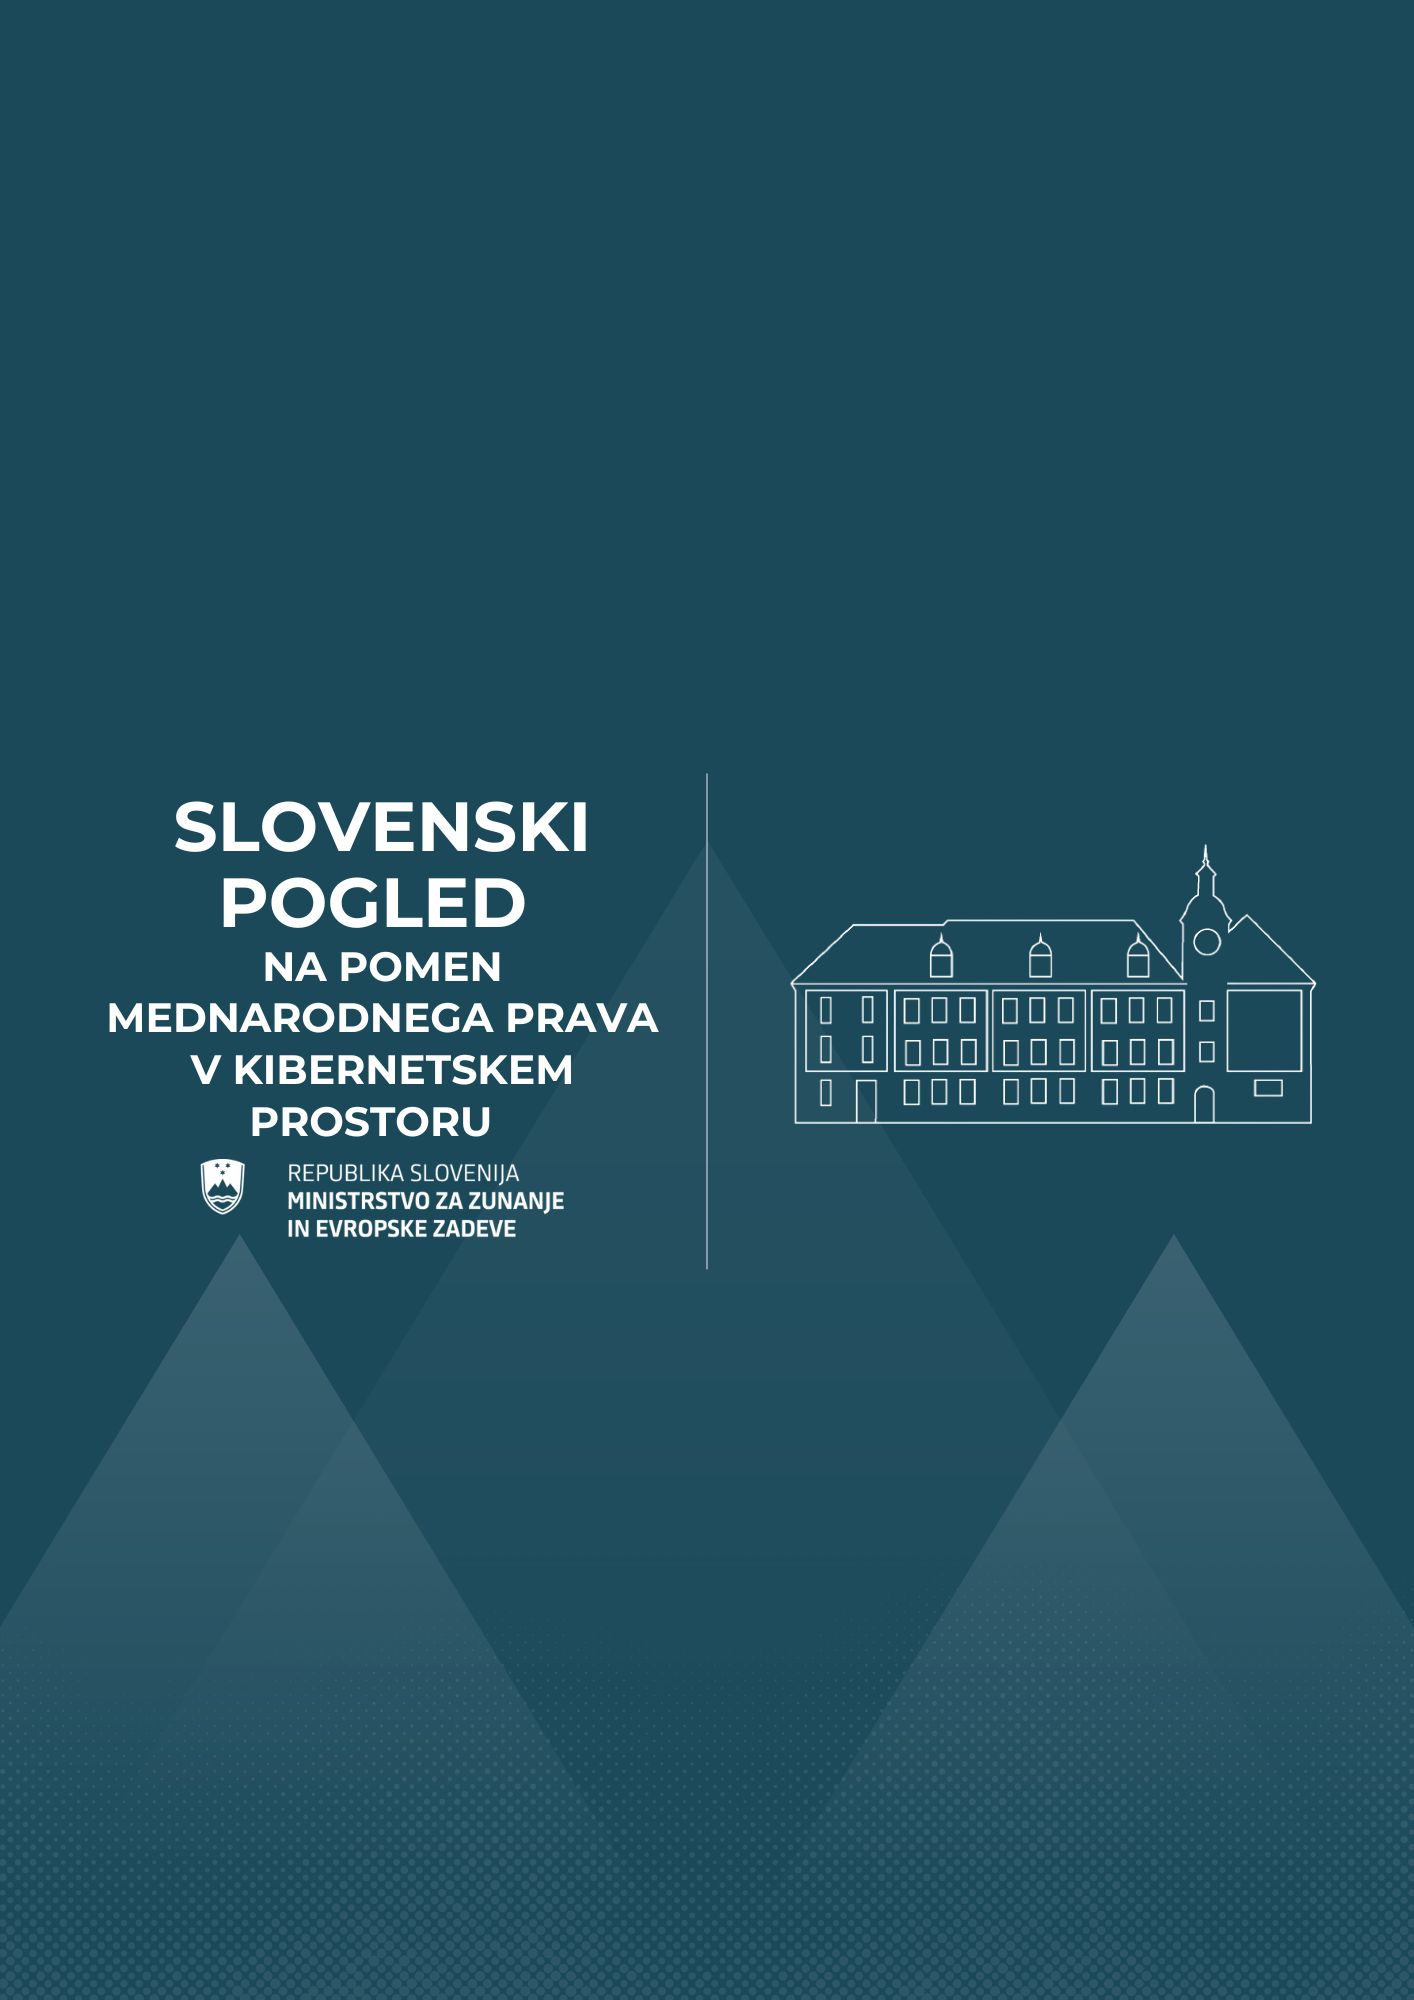 SLOVENSKI
POGLED
NA POMEN
MEDNARODNEGA PRAVA
V KIBERNETSKEM
PROSTORU
REPUBLIKA SLOVENIJA
MINISTRSTVO ZA ZUNANJE
IN EVROPSKE ZADEVE